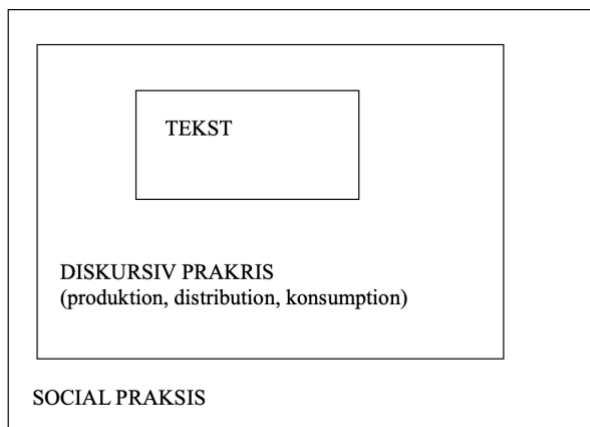 TEKST
DISKURSIV PRAKRIS
(produktion, distribution, konsumption)
SOCIAL PRAKSIS